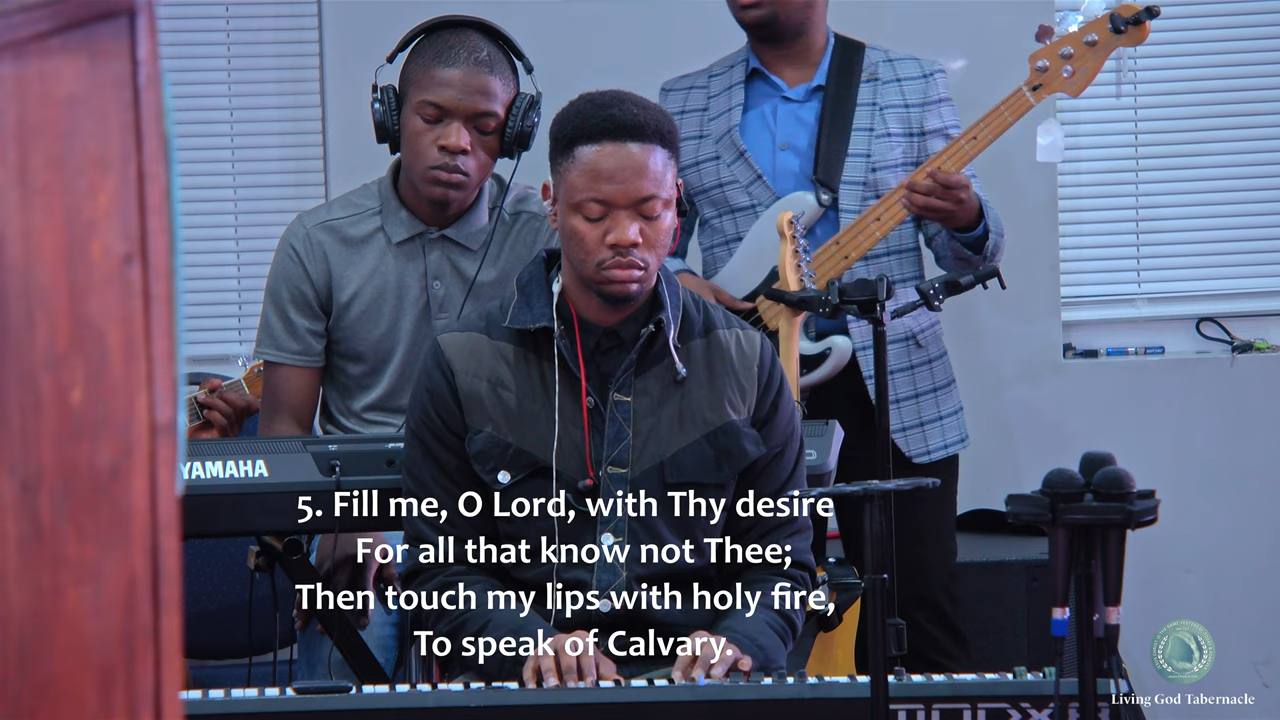 YAMAHA
5. Fill me, O Lord, with Thy desire
For all that know not Thee;
Then touch my lips with holy fire,
To speak of Calvary.
Living God Tabernacle